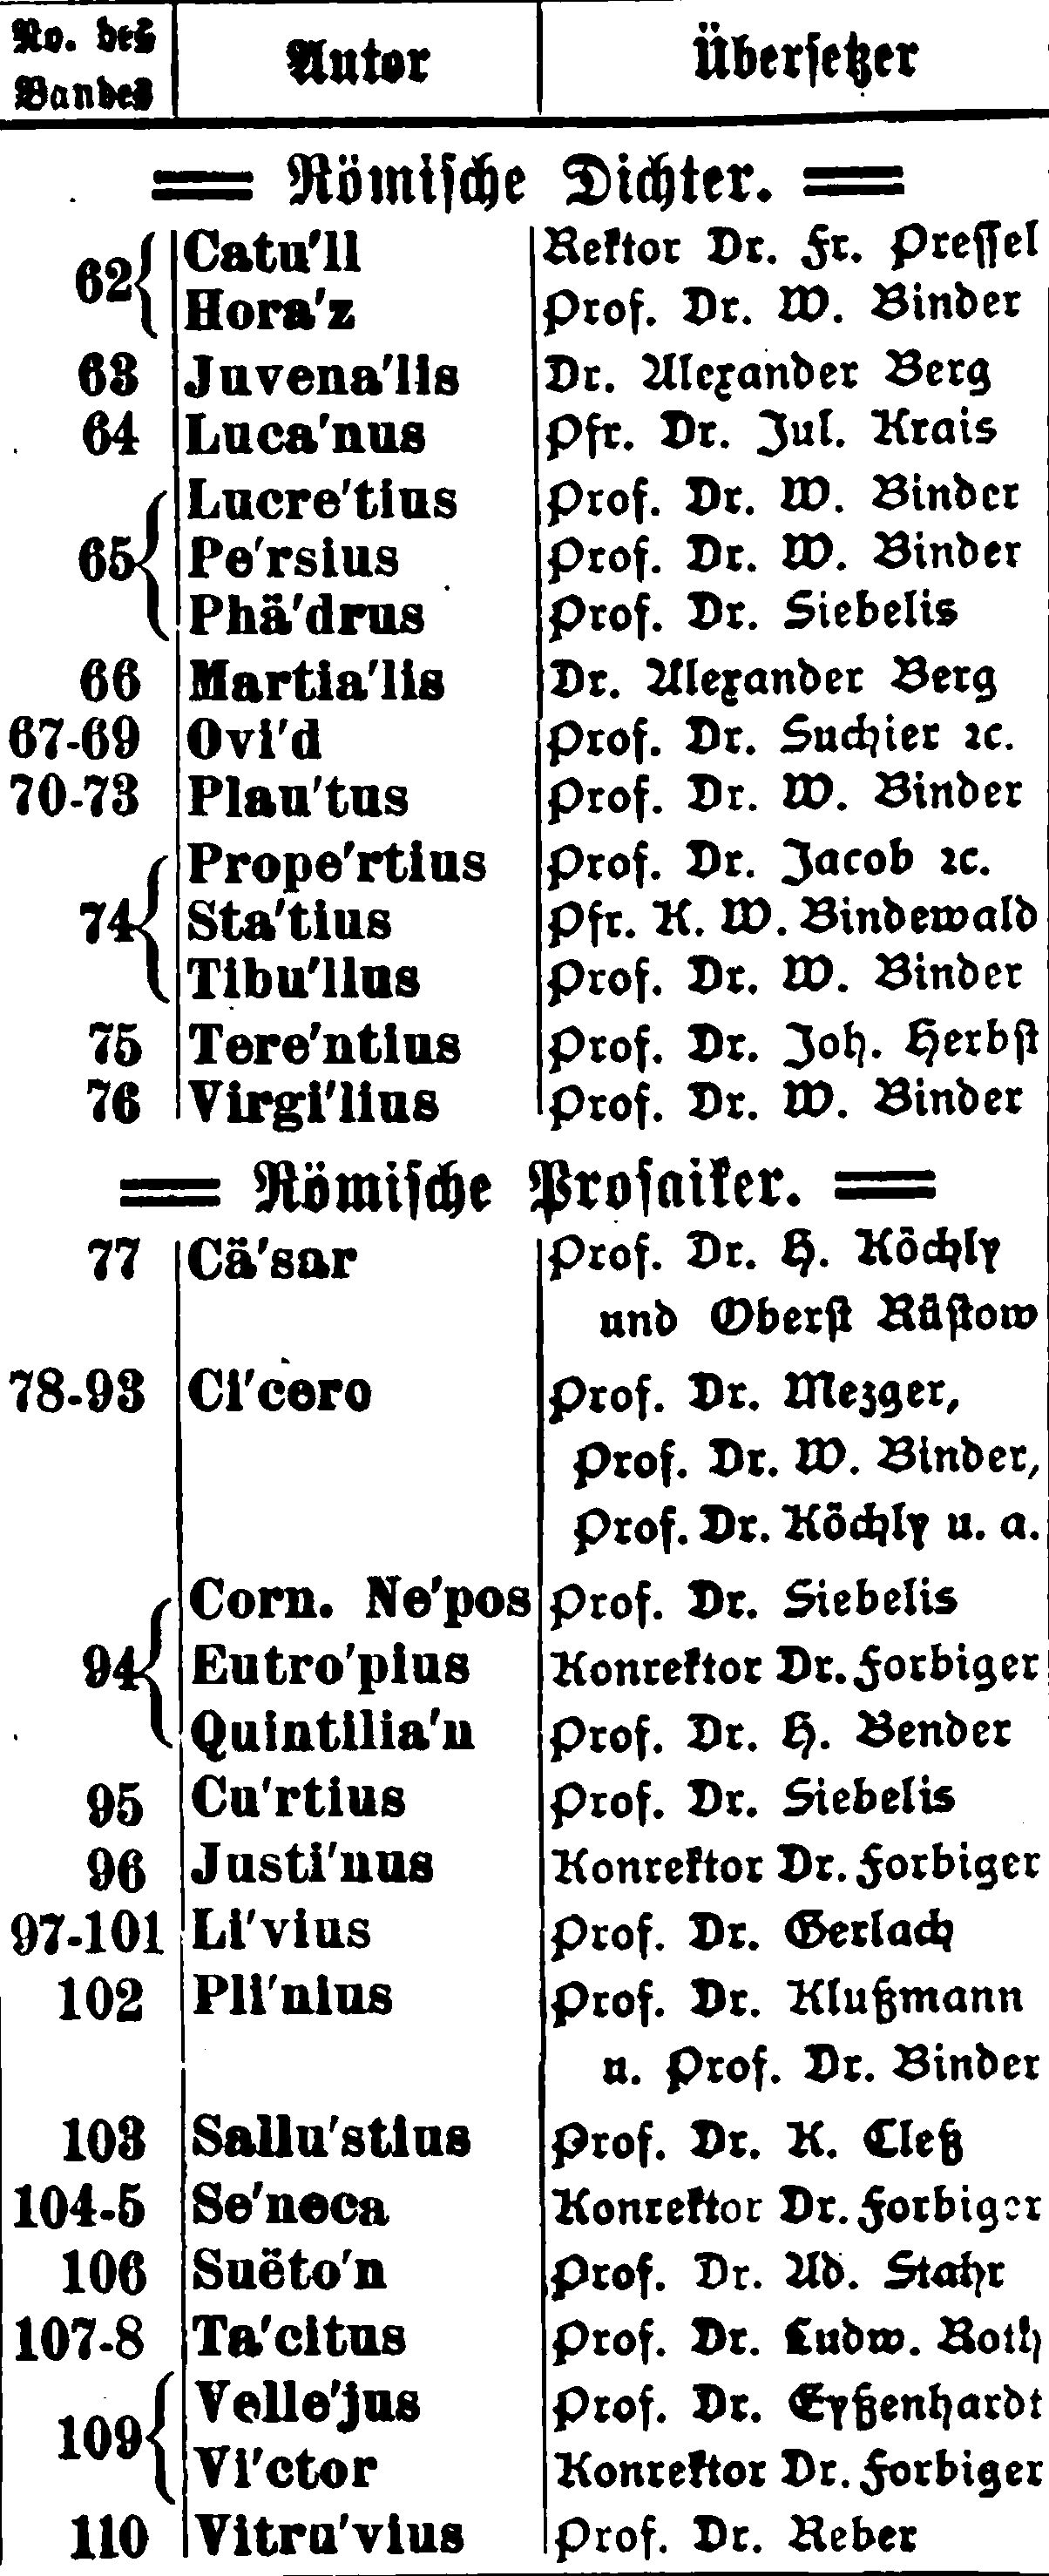 No. des Bandes | Autor | Übersetzer
Römische Dichter.
62 { Catu'll | Rektor Dr. Fr. Pressel
Hora'z | Prof. Dr. W. Binder
63 Juvena'lis | Dr. Alexander Berg
64 Luca'nus | Pfr. Dr. Jul. Krais
Lucre'tius | Prof. Dr. W. Binder
65 { Pe'rsius | Prof. Dr. W. Binder
Phä'drus | Prof. Dr. Siebelis
66 Martia'lis | Dr. Alexander Berg
67-69 Ovi'd | Prof. Dr. Suchier ꝛc.
70-73 Plau'tus | Prof. Dr. W. Binder
Prope'rtius | Prof. Dr. Jacob ꝛc.
74 { Sta'tius | Pfr. K. W. Bindewald
Tibu'llus | Prof. Dr. W. Binder
75 Tere'ntius | Prof. Dr. Joh. Herbst
76 Virgi'lius | Prof. Dr. W. Binder
Römische Prosaiker.
77 Cä'sar | Prof. Dr. H. Köchly
und Oberst Rüstow
78-93 Ci'cero | Prof. Dr. Mezger,
Prof. Dr. W. Binder,
Prof. Dr. Köchly u. a.
Corn. Ne'pos | Prof. Dr. Siebelis
94 { Eutro'pius | Konrektor Dr. Forbiger
Quintilia'n | Prof. Dr. H. Bender
95 Cu'rtius | Prof. Dr. Siebelis
96 Justi'nus | Konrektor Dr. Forbiger
97-101 Li'vius | Prof. Dr. Gerlach
102 Pli'nius | Prof. Dr. Klußmann
u. Prof. Dr. Binder
103 Sallu'stius | Prof. Dr. K. Cleß
104-5 Se'neca | Konrektor Dr. Forbiger
106 Suëto'n | Prof. Dr. Ad. Stahr
107-8 Ta'citus | Prof. Dr. Ludw. Roth
109 { Velle'jus | Prof. Dr. Eyßenhardt
Vi'ctor | Konrektor Dr. Forbiger
110 Vitru'vius | Prof. Dr. Reber